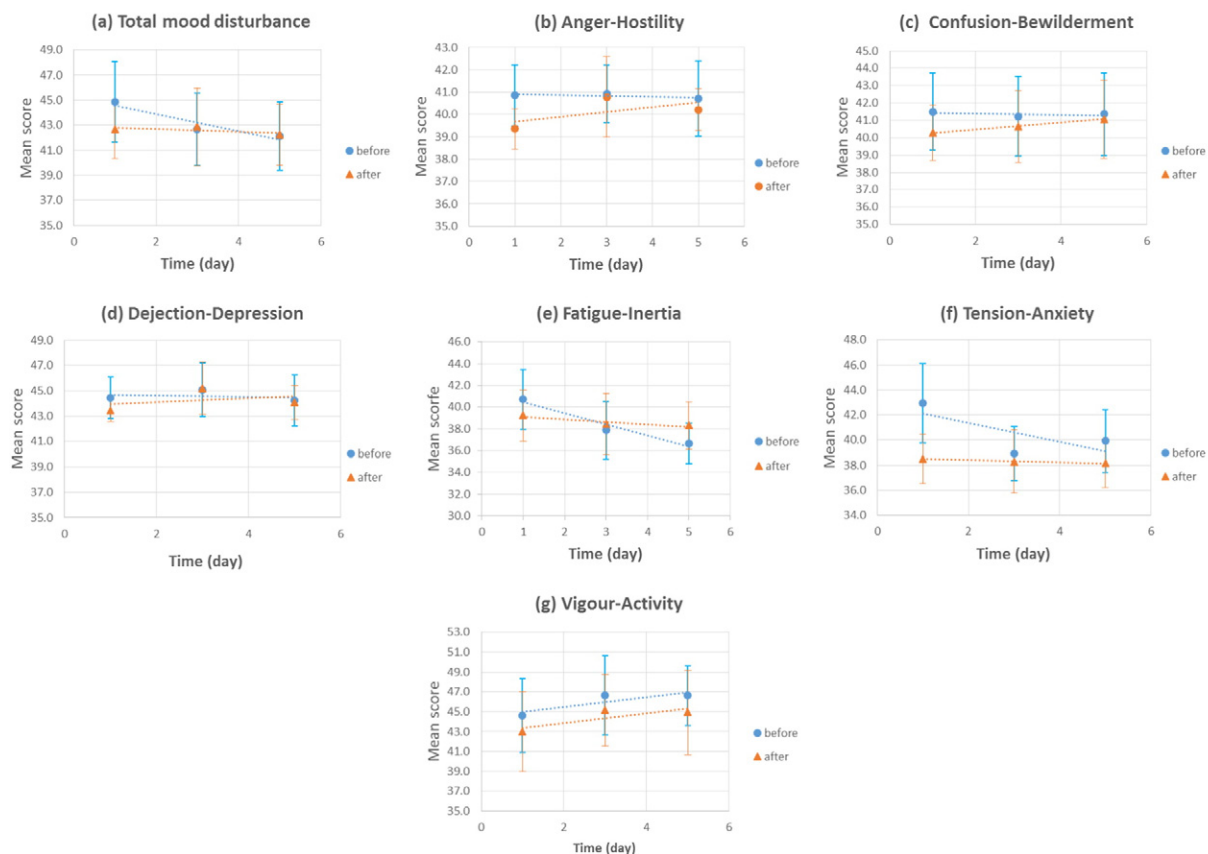 (a) Total mood disturbance
49.0
47.0
45.0
43.0
41.0
39.0
37.0
35.0
Mean score
0 2 4 6
Time (day)
before
after
(b) Anger-Hostility
43.0
42.0
41.0
40.0
39.0
38.0
37.0
36.0
35.0
Mean score
0 1 2 3 4 5 6
Time (day)
before
after
(c) Confusion-Bewilderment
45.0
44.0
43.0
42.0
41.0
40.0
39.0
38.0
37.0
36.0
35.0
Mean score
0 2 4 6
Time (day)
before
after
(d) Dejection-Depression
49.0
47.0
45.0
43.0
41.0
39.0
37.0
35.0
Mean score
0 2 4 6
Time (day)
before
after
(e) Fatigue-Inertia
46.0
44.0
42.0
40.0
38.0
36.0
34.0
32.0
30.0
Mean scorfe
0 1 2 3 4 5 6
Time (day)
before
after
(f) Tension-Anxiety
48.0
46.0
44.0
42.0
40.0
38.0
36.0
34.0
Mean score
0 2 4 6
Time (day)
before
after
(g) Vigour-Activity
53.0
51.0
49.0
47.0
45.0
43.0
41.0
39.0
37.0
35.0
Mean score
0 2 4 6
Time (day)
before
after